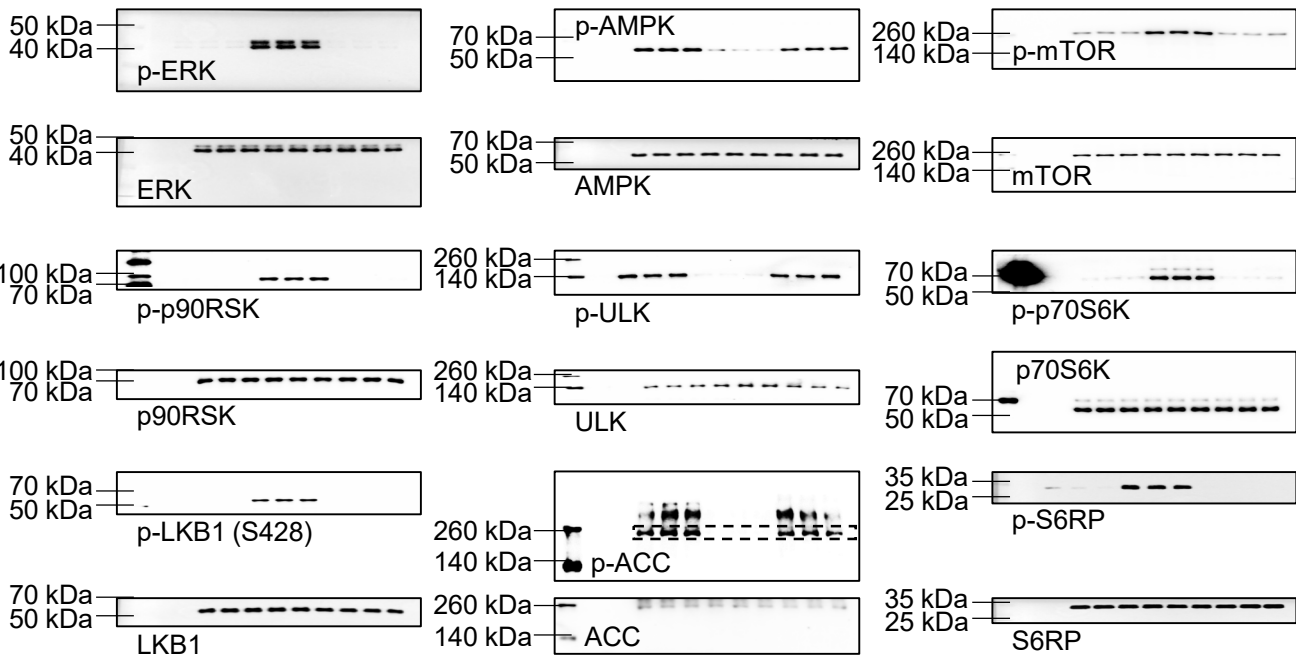 50 kDa
40 kDa
p-ERK
50 kDa
40 kDa
ERK
100 kDa
70 kDa
p-p90RSK
100 kDa
70 kDa
p90RSK
70 kDa
50 kDa
p-LKB1 (S428)
70 kDa
50 kDa
LKB1
p-AMPK
70 kDa
50 kDa
70 kDa
50 kDa
AMPK
260 kDa
140 kDa
p-ULK
260 kDa
140 kDa
ULK
260 kDa
140 kDa
p-ACC
260 kDa
140 kDa
ACC
260 kDa
140 kDa
p-mTOR
260 kDa
140 kDa
mTOR
70 kDa
50 kDa
p-p70S6K
p70S6K
70 kDa
50 kDa
35 kDa
25 kDa
p-S6RP
35 kDa
25 kDa
S6RP